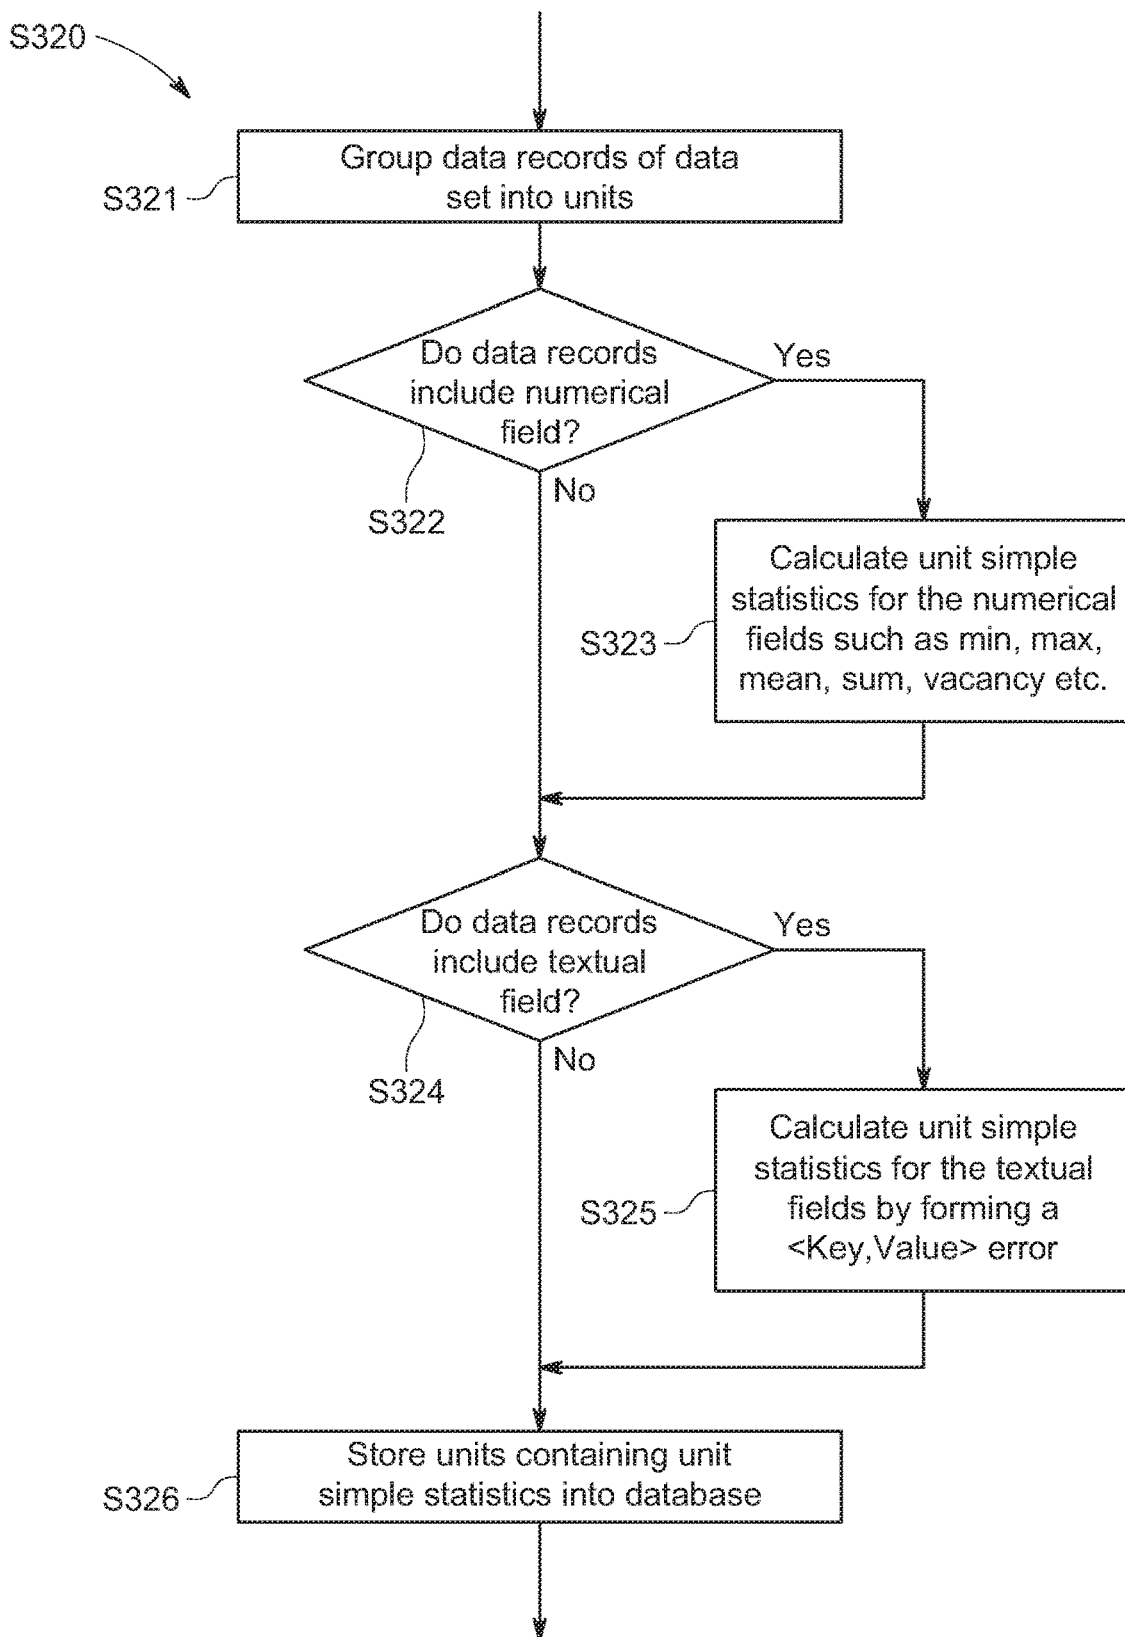 S320
Group data records of data
set into units
S321
Do data records
include numerical
field?
Yes
No
S322
Calculate unit simple
statistics for the numerical
fields such as min, max,
mean, sum, vacancy etc.
S323
Do data records
include textual
field?
Yes
No
S324
Calculate unit simple
statistics for the textual
fields by forming a
<Key,Value> error
S325
Store units containing unit
simple statistics into database
S326